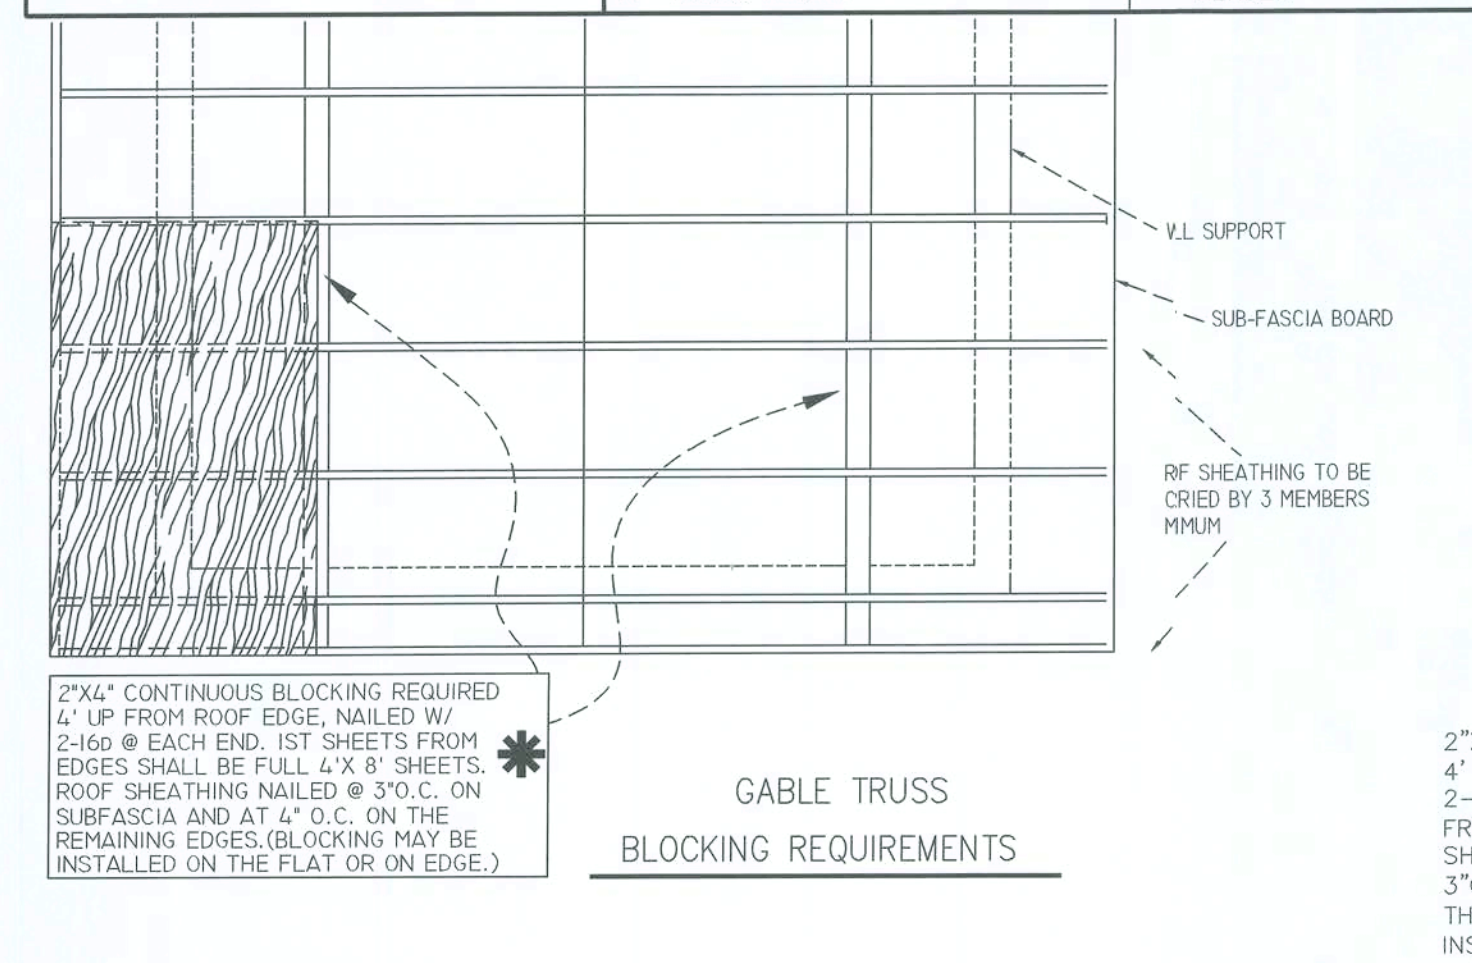 V_L SUPPORT
SUB-FASCIA BOARD
RF SHEATHING TO BE
CRIED BY 3 MEMBERS
MMUM
2"X4" CONTINUOUS BLOCKING REQUIRED
4' UP FROM ROOF EDGE, NAILED W/
2-16D @ EACH END. 1ST SHEETS FROM
EDGES SHALL BE FULL 4'X 8' SHEETS.
ROOF SHEATHING NAILED @ 3"O.C. ON
SUBFASCIA AND AT 4" O.C. ON THE
REMAINING EDGES.(BLOCKING MAY BE
INSTALLED ON THE FLAT OR ON EDGE.)
GABLE TRUSS
BLOCKING REQUIREMENTS
2"
4'
2-
FR
SH
3"
TH
INS